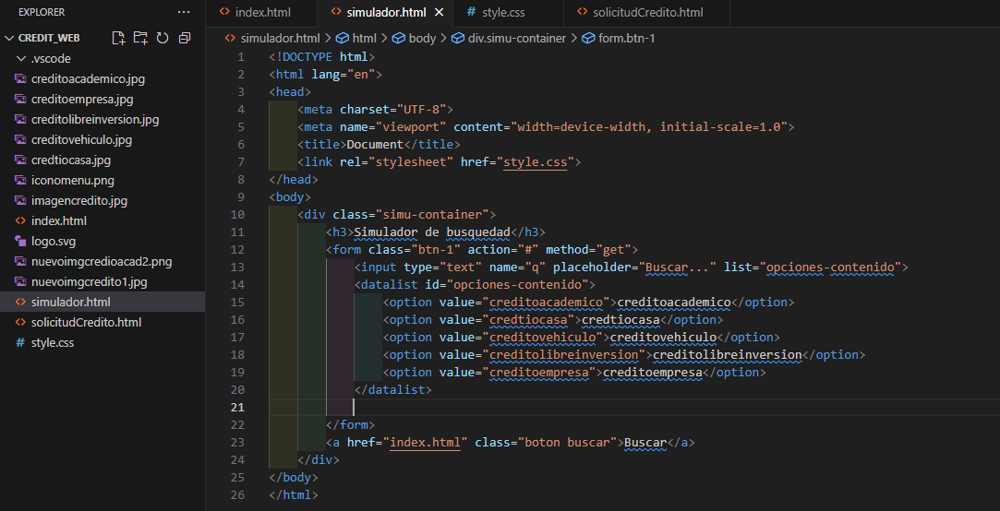 EXPLORER ...
CREDIT_WEB
.vscode
creditoacademico.jpg
creditoempresa.jpg
creditolibreinversion.jpg
creditovehiculo.jpg
credtiocasa.jpg
iconomenu.png
imagencredito.jpg
index.html
logo.svg
nuevoimgcredioacad2.png
nuevoimgcredito1.jpg
simulador.html
solicitudCredito.html
style.css
index.html simulador.html style.css solicitudCredito.html
simulador.html > html > body > div.simu-container > form.btn-1
1 <!DOCTYPE html>
2 <html lang="en">
3 <head>
4 <meta charset="UTF-8">
5 <meta name="viewport" content="width=device-width, initial-scale=1.0">
6 <title>Document</title>
7 <link rel="stylesheet" href="style.css">
8 </head>
9 <body>
10 <div class="simu-container">
11 <h3>Simulador de busquedad</h3>
12 <form class="btn-1" action="#" method="get">
13 <input type="text" name="q" placeholder="Buscar..." list="opciones-contenido">
14 <datalist id="opciones-contenido">
15 <option value="creditoacademico">creditoacademico</option>
16 <option value="credtiocasa">credtiocasa</option>
17 <option value="creditovehiculo">creditovehiculo</option>
18 <option value="creditolibreinversion">creditolibreinversion</option>
19 <option value="creditoempresa">creditoempresa</option>
20 </datalist>
21
22 </form>
23 <a href="index.html" class="boton buscar">Buscar</a>
24 </div>
25 </body>
26 </html>